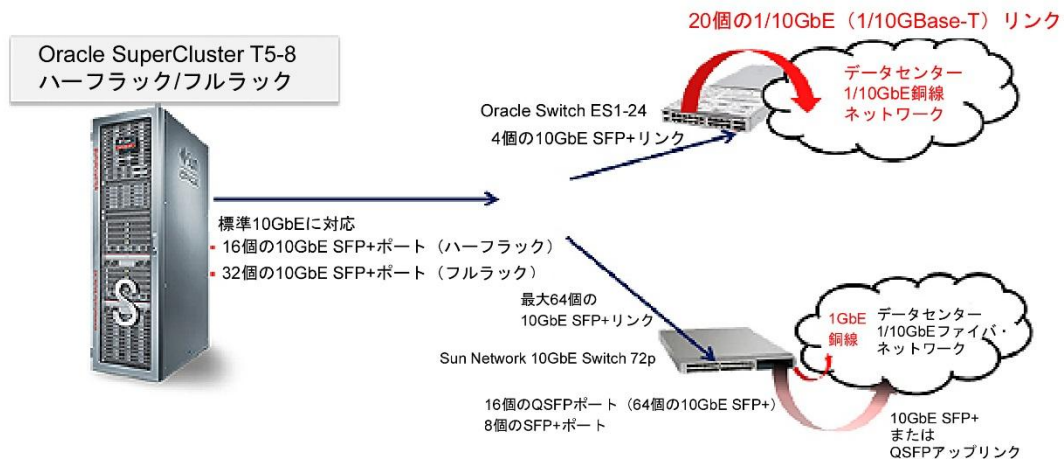 20個の1/10GbE（1/10GBase-T）リンク
Oracle SuperCluster T5-8
ハーフラック/フルラック
データセンター
1/10GbE銅線
ネットワーク
Oracle Switch ES1-24
4個の10GbE SFP+リンク
標準10GbEに対応
▪ 16個の10GbE SFP+ポート（ハーフラック）
▪ 32個の10GbE SFP+ポート（フルラック）
最大64個の
10GbE SFP+リンク
Sun Network 10GbE Switch 72p
1GbE
銅線
データセンター
1/10GbEファイバ・
ネットワーク
16個のQSFPポート（64個の10GbE SFP+）
8個のSFP+ポート
10GbE SFP+
または
QSFPアップリンク